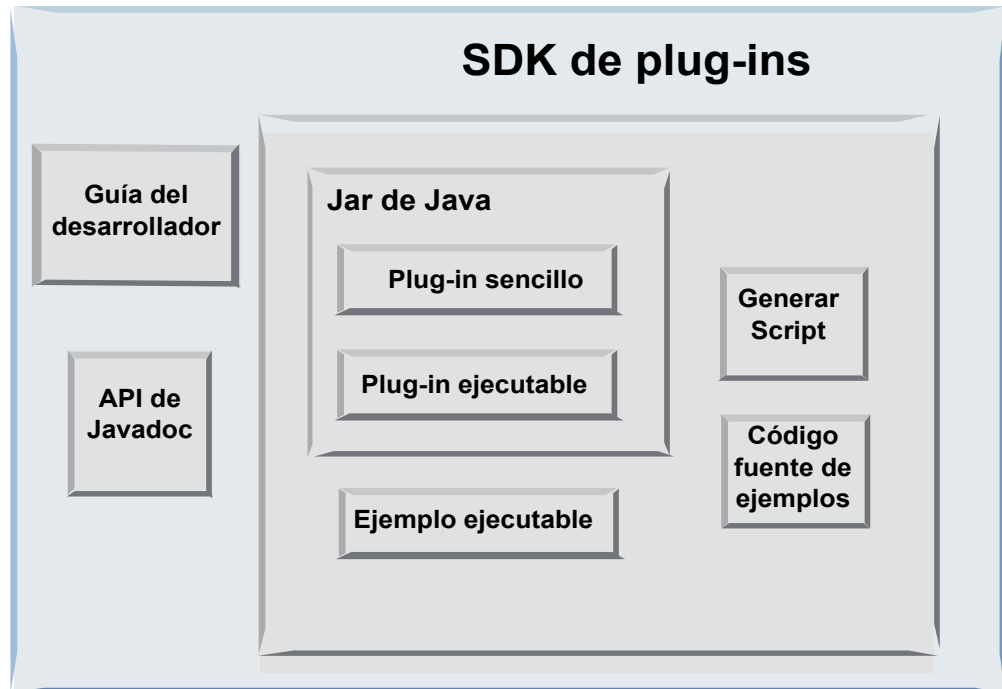 SDK de plug-ins
Guía del
desarrollador
API de
Javadoc
Jar de Java
Plug-in sencillo
Plug-in ejecutable
Ejemplo ejecutable
Generar
Script
Código
fuente de
ejemplos